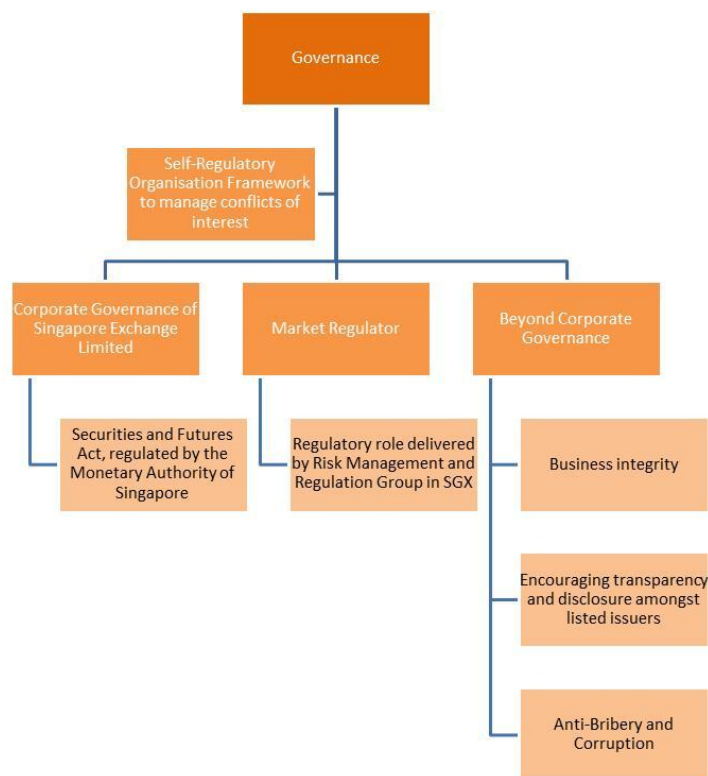 Governance
Self-Regulatory
Organisation Framework
to manage conflicts of
interest
Corporate Governance of
Singapore Exchange
Limited
Market Regulator
Beyond Corporate
Governance
Securities and Futures
Act, regulated by the
Monetary Authority of
Singapore
Regulatory role delivered
by Risk Management and
Regulation Group in SGX
Business integrity
Encouraging transparency
and disclosure amongst
listed issuers
Anti-Bribery and
Corruption